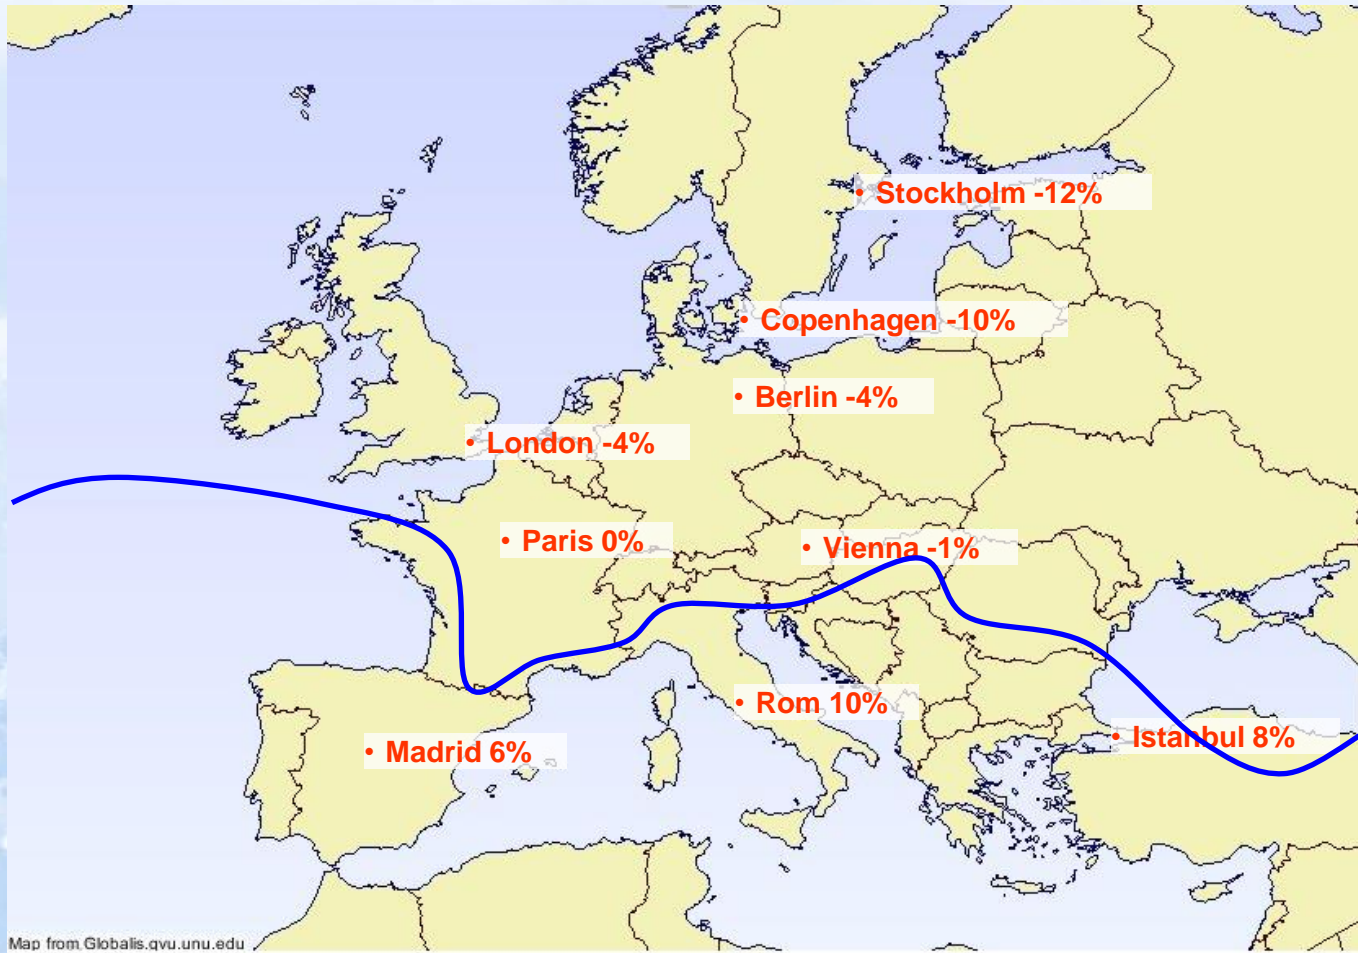 • Stockholm -12%
• Copenhagen -10%
• Berlin -4%
• London -4%
• Paris 0%
• Vienna -1%
• Rom 10%
• Istanbul 8%
• Madrid 6%
Map from Globalis.gvu.unu.edu